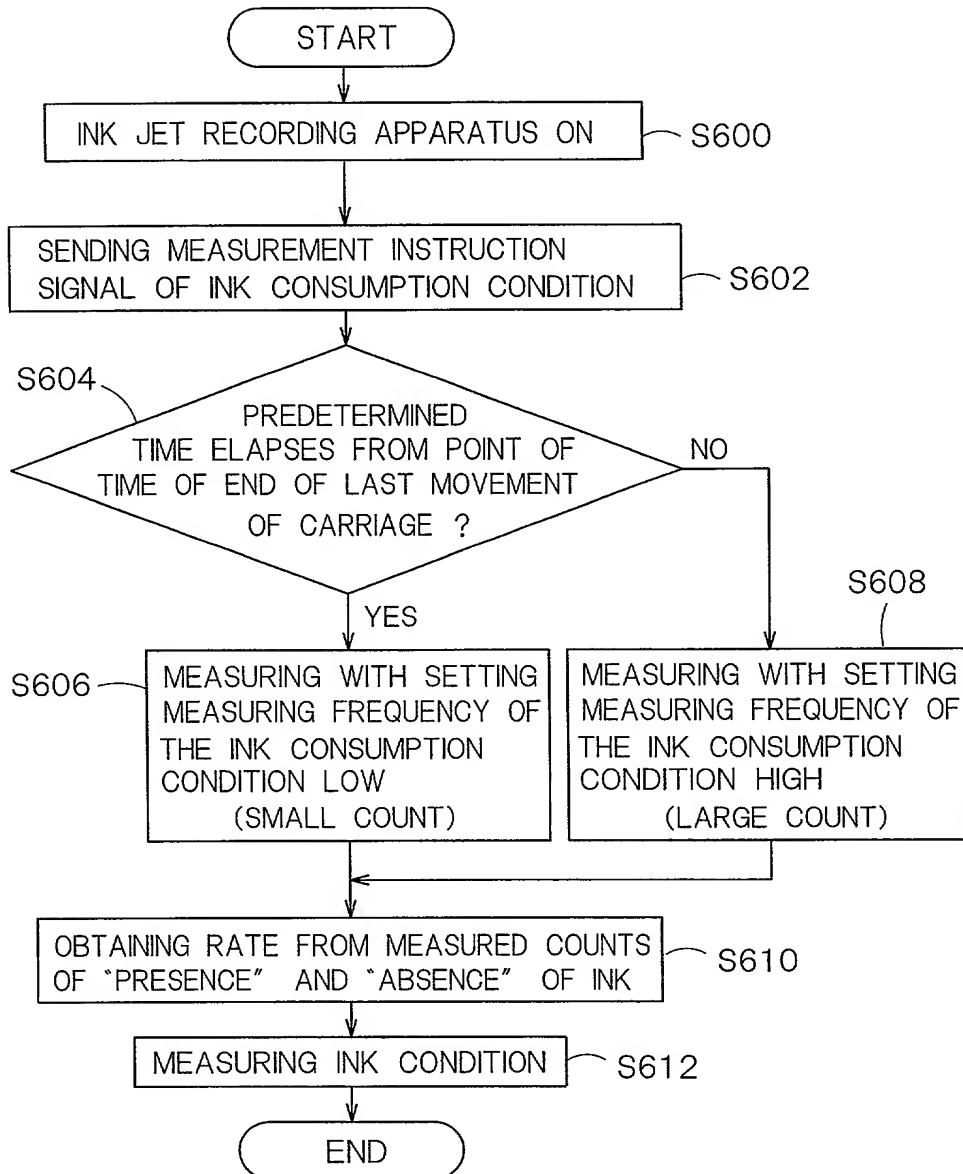 START
INK JET RECORDING APPARATUS ON
S600
SENDING MEASUREMENT INSTRUCTION
SIGNAL OF INK CONSUMPTION CONDITION
S602
S604
PREDETERMINED
TIME ELAPSES FROM POINT OF
TIME OF END OF LAST MOVEMENT
OF CARRIAGE ?
NO
YES
S606
MEASURING WITH SETTING
MEASURING FREQUENCY OF
THE INK CONSUMPTION
CONDITION LOW
(SMALL COUNT)
S608
MEASURING WITH SETTING
MEASURING FREQUENCY OF
THE INK CONSUMPTION
CONDITION HIGH
(LARGE COUNT)
OBTAINING RATE FROM MEASURED COUNTS
OF "PRESENCE" AND "ABSENCE" OF INK
S610
MEASURING INK CONDITION
S612
END